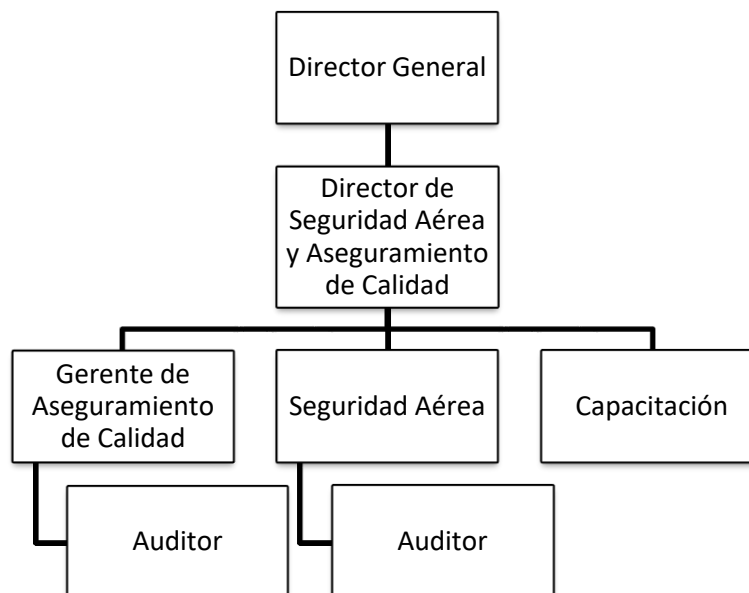 Director General
Director de
Seguridad Aérea
y Aseguramiento
de Calidad
Gerente de
Aseguramiento
de Calidad
Seguridad Aérea
Capacitación
Auditor
Auditor